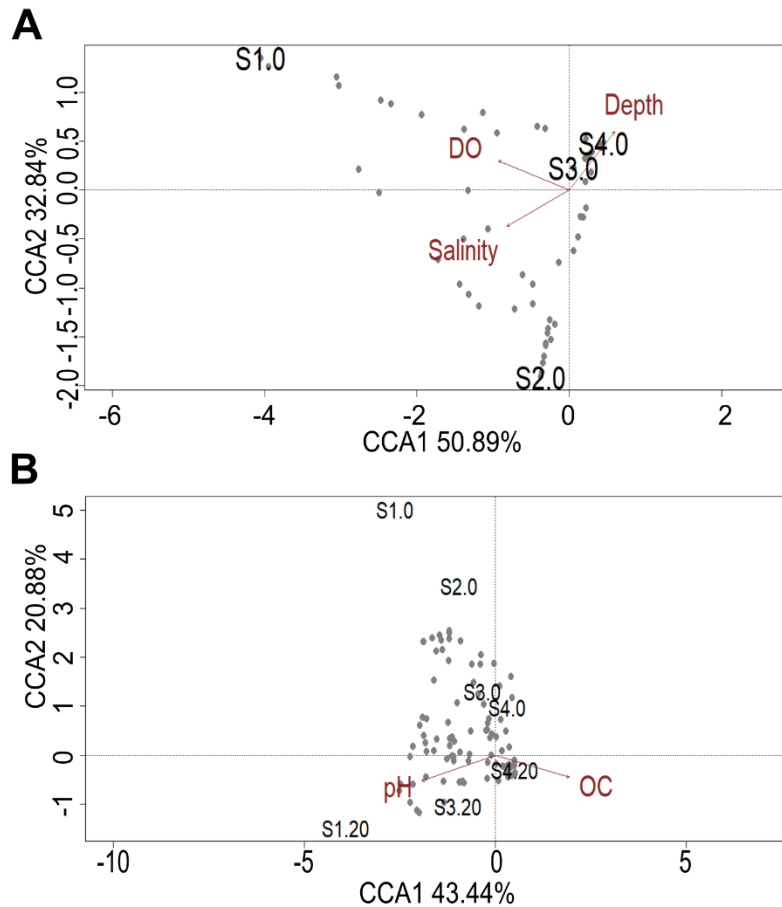 A
S1.0
Depth
DO
S4.0
S3.0
Salinity
S2.0
1.0
0.5
0.0
-0.5
-1.0
-1.5
-2.0
CCA2 32.84%
-6
-4
-2
0
2
CCA1 50.89%
B
S1.0
S2.0
S3.0
S4.0
S4.20
pH
OC
S3.20
S1.20
5
4
3
2
1
0
-1
CCA2 20.88%
-10
-5
0
5
CCA1 43.44%